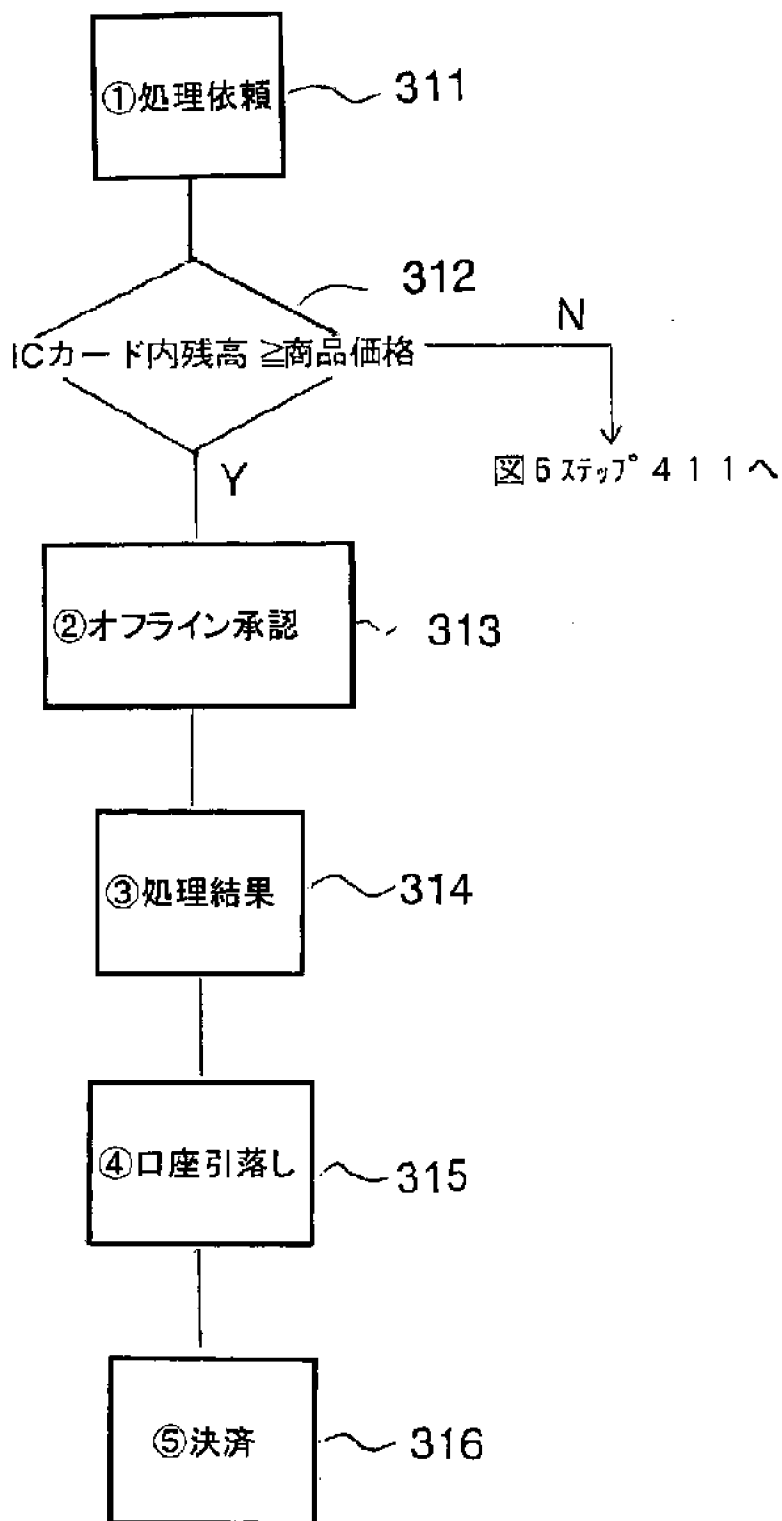 ①処理依頼
311
312
ICカード内残高 ≧商品価格
N
Y
図6ステップ411へ
②オフライン承認
313
③処理結果
314
④口座引落し
315
⑤決済
316